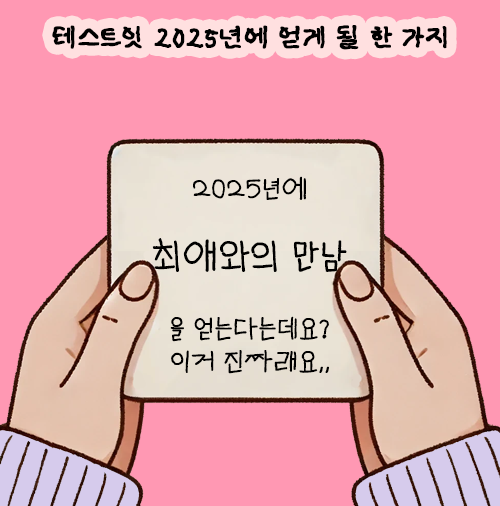 테스트잇 2025년에 얻게 될 한 가지
2025년에
최애와의 만남
을 얻는다는데요?
이거 진짜래요,,